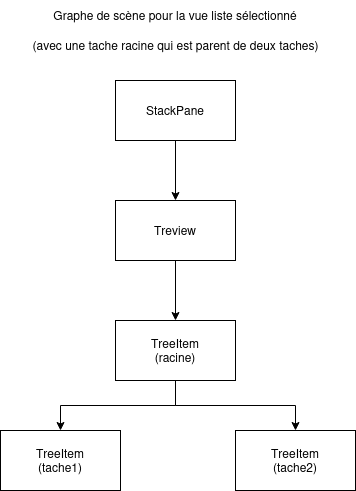 Graphe de scène pour la vue liste sélectionné
(avec une tache racine qui est parent de deux taches)
StackPane
Treview
TreeItem
(racine)
TreeItem
(tache1)
TreeItem
(tache2)